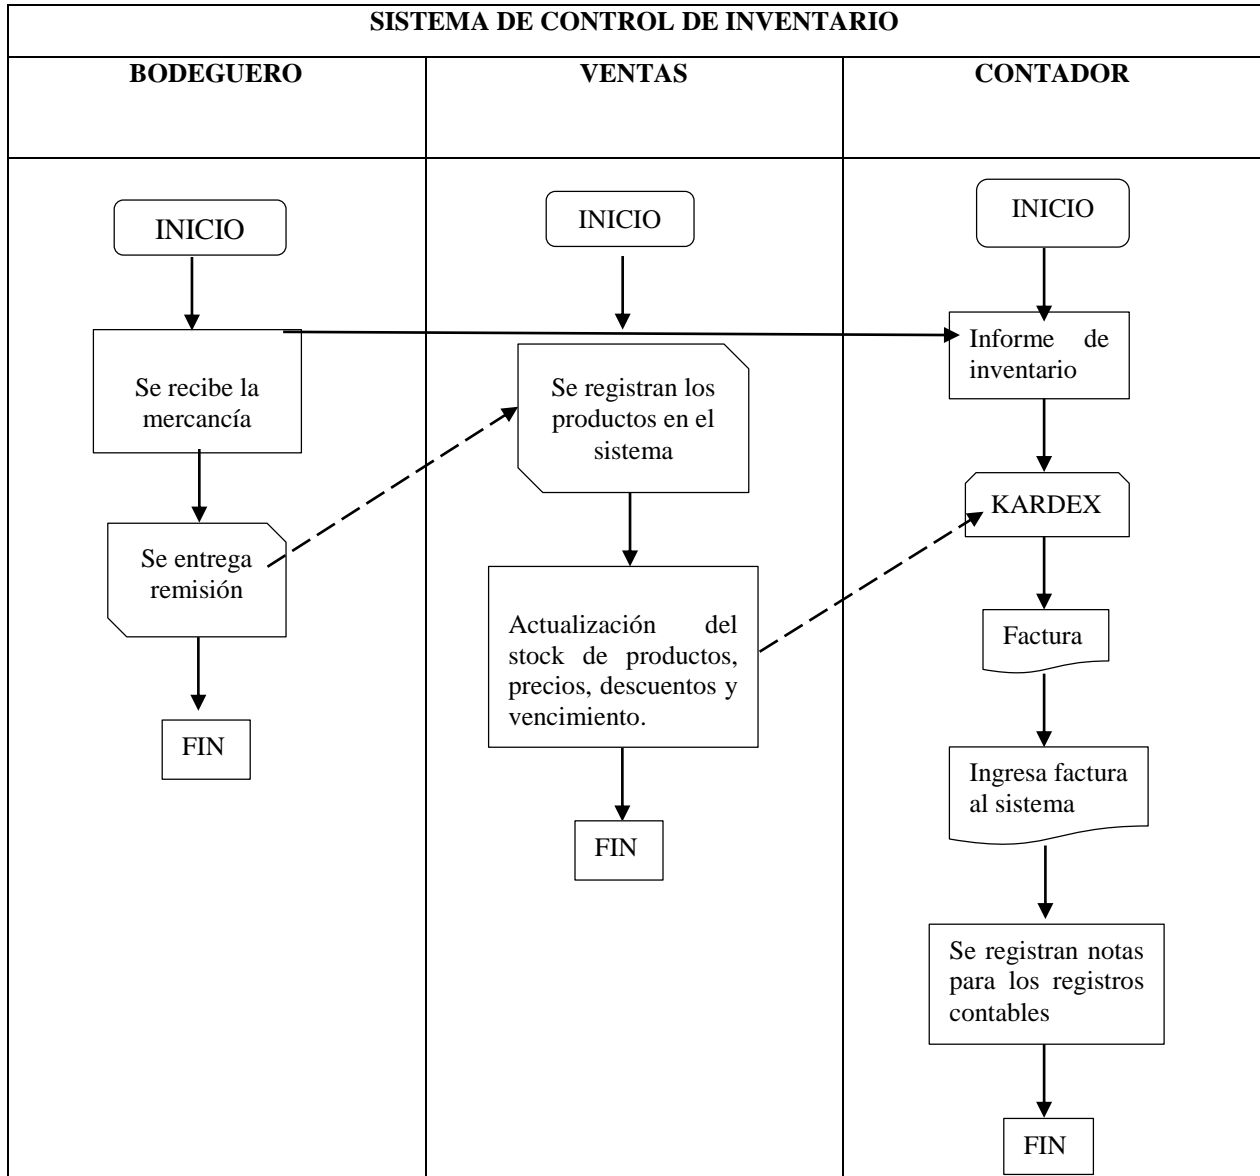 SISTEMA DE CONTROL DE INVENTARIO
BODEGUERO
VENTAS
CONTADOR
INICIO
Se recibe la
mercancía
Se entrega
remisión
FIN
INICIO
Se registran los
productos en el
sistema
Actualización del
stock de productos,
precios, descuentos y
vencimiento.
FIN
INICIO
Informe de
inventario
KARDEX
Factura
Ingresa factura
al sistema
Se registran notas
para los registros
contables
FIN